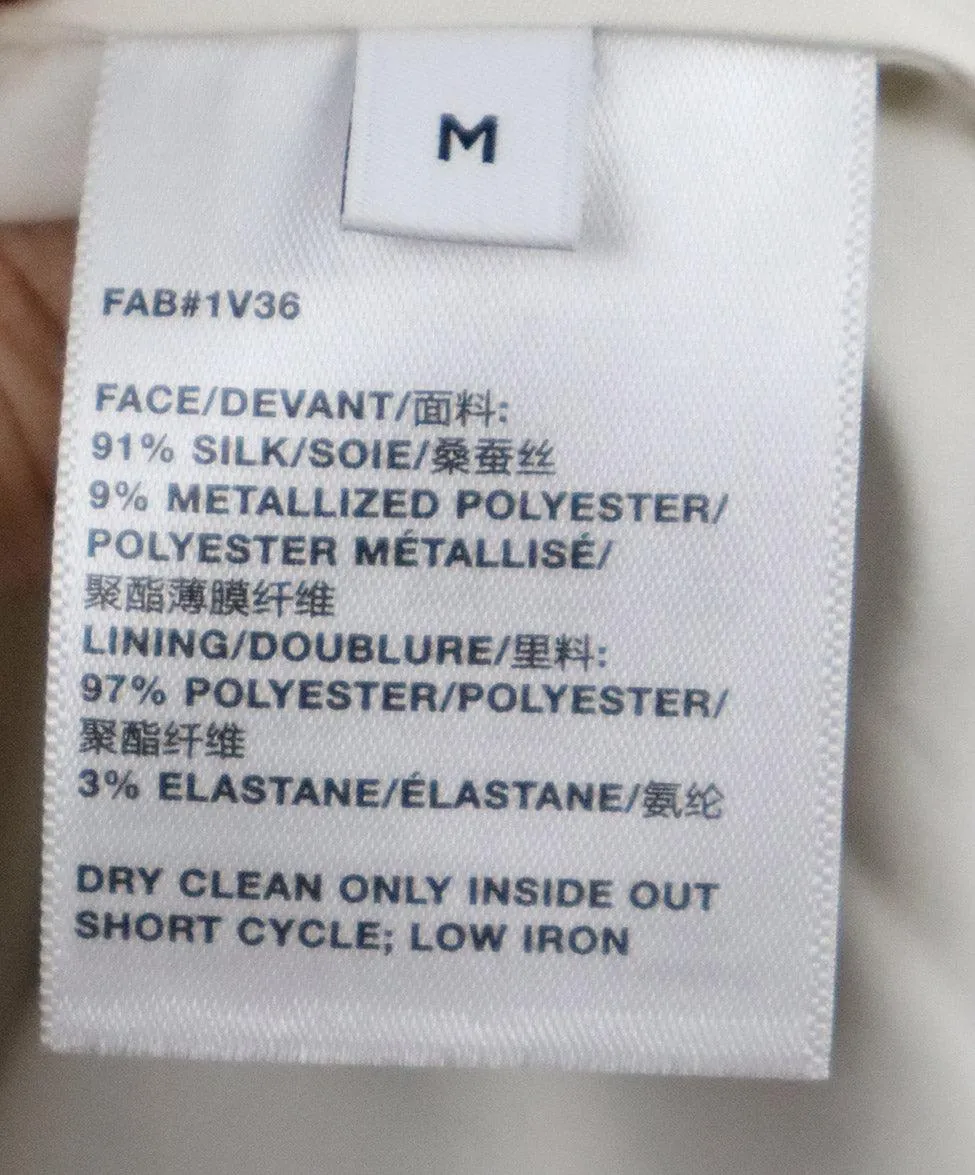 M
FAB#1V36
FACE/DEVANT/面料:
91% SILK/SOIE/桑蚕丝
9% METALLIZED POLYESTER/
POLYESTER MÉTALLISÉ/
聚酯薄膜纤维
LINING/DOUBLURE/里料:
97% POLYESTER/POLYESTER/
聚酯纤维
3% ELASTANE/ÉLASTANE/氨纶
DRY CLEAN ONLY INSIDE OUT
SHORT CYCLE; LOW IRON